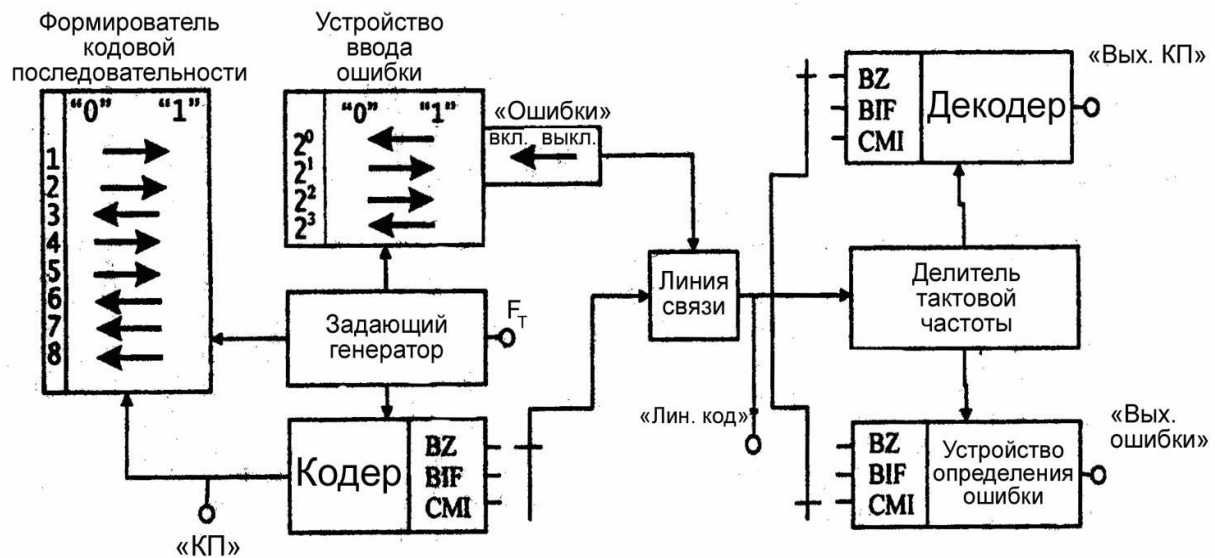 Формирователь
кодовой
последовательности
“0” “1”
1
2
3
4
5
6
7
8
Устройство
ввода
ошибки
“0” “1”
2⁰
2¹
2²
2³
«Ошибки»
вкл. выкл.
Задающий
генератор
Fт
Кодер
BZ
BIF
CMI
«КП»
Линия
связи
«Лин. код»
BZ
BIF
CMI
Декодер
«Вых. КП»
Делитель
тактовой
частоты
BZ
BIF
CMI
Устройство
определения
ошибки
«Вых.
ошибки»